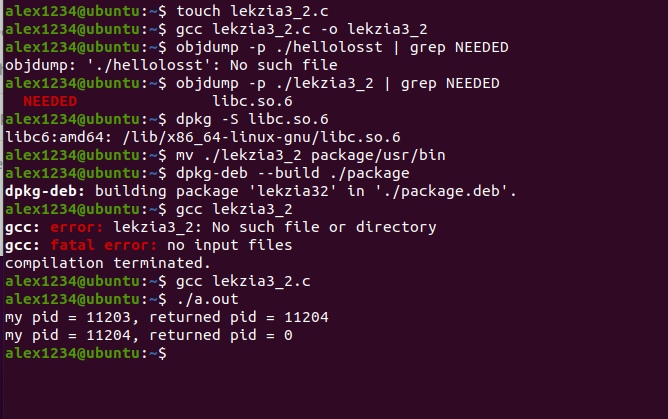 alex1234@ubuntu:~$ touch lekzia3_2.c
alex1234@ubuntu:~$ gcc lekzia3_2.c -o lekzia3_2
alex1234@ubuntu:~$ objdump -p ./hellolosst | grep NEEDED
objdump: './hellolosst': No such file
alex1234@ubuntu:~$ objdump -p ./lekzia3_2 | grep NEEDED
  NEEDED               libc.so.6
alex1234@ubuntu:~$ dpkg -S libc.so.6
libc6:amd64: /lib/x86_64-linux-gnu/libc.so.6
alex1234@ubuntu:~$ mv ./lekzia3_2 package/usr/bin
alex1234@ubuntu:~$ dpkg-deb --build ./package
dpkg-deb: building package 'lekzia32' in './package.deb'.
alex1234@ubuntu:~$ gcc lekzia3_2
gcc: error: lekzia3_2: No such file or directory
gcc: fatal error: no input files
compilation terminated.
alex1234@ubuntu:~$ gcc lekzia3_2.c
alex1234@ubuntu:~$ ./a.out
my pid = 11203, returned pid = 11204
my pid = 11204, returned pid = 0
alex1234@ubuntu:~$